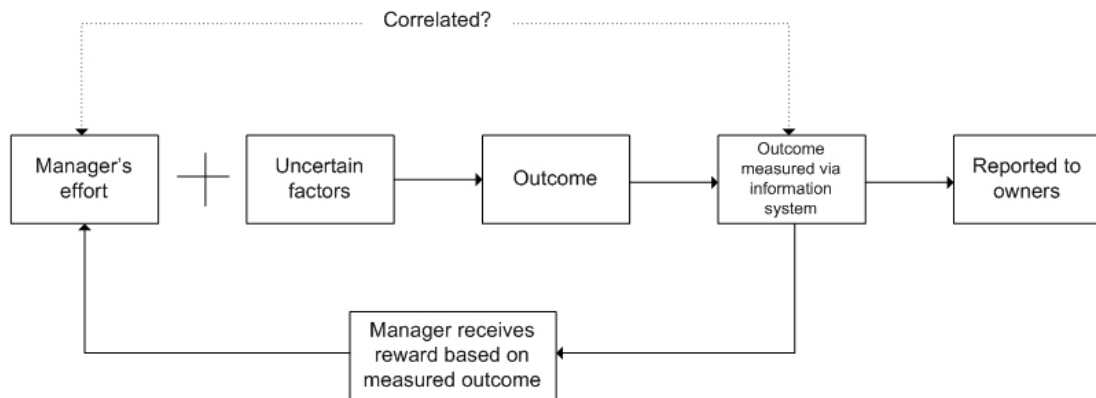 Correlated?
Manager's
effort
Uncertain
factors
Outcome
Outcome
measured via
information
system
Reported to
owners
Manager receives
reward based on
measured outcome